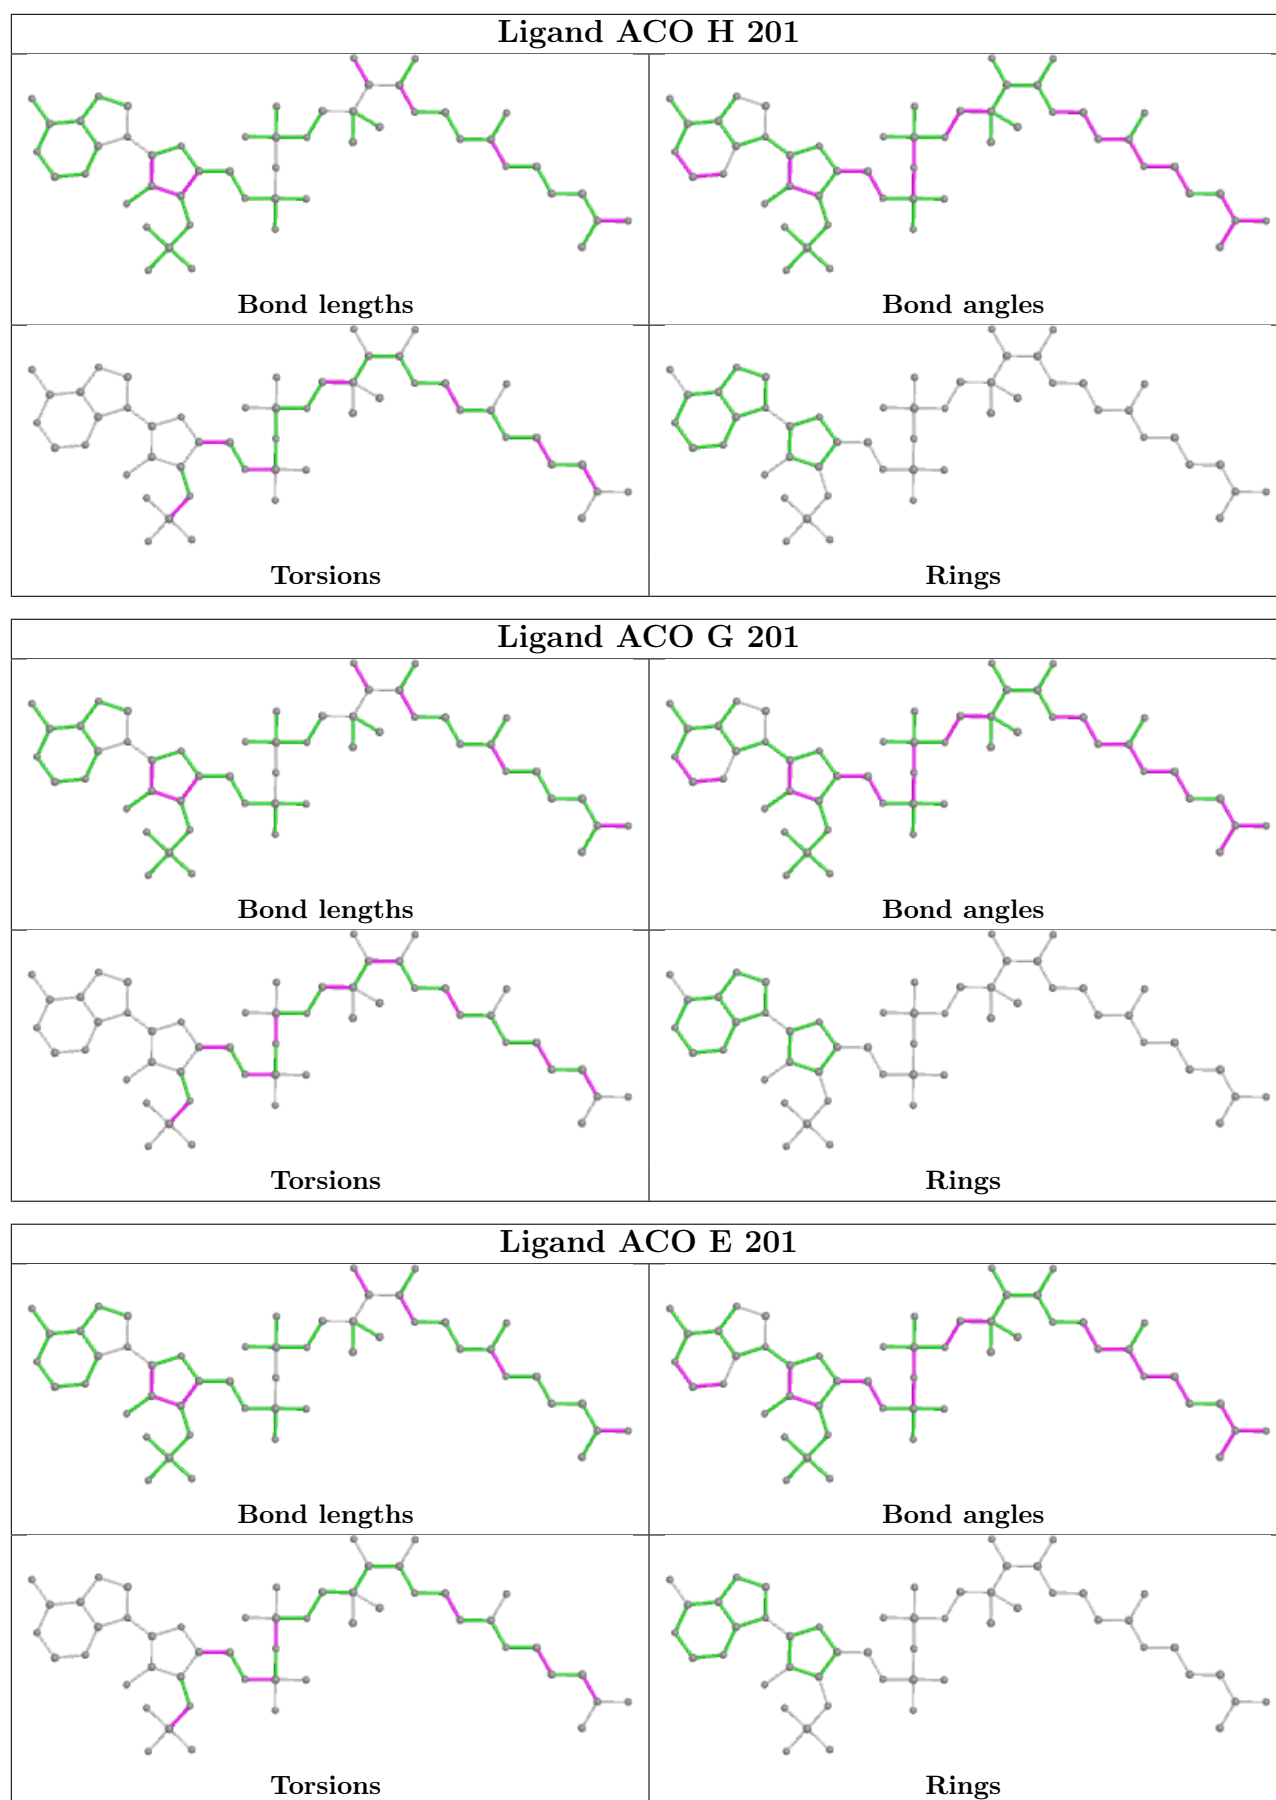 Ligand ACO H 201
Bond lengths
Bond angles
Torsions
Rings
Ligand ACO G 201
Bond lengths
Bond angles
Torsions
Rings
Ligand ACO E 201
Bond lengths
Bond angles
Torsions
Rings